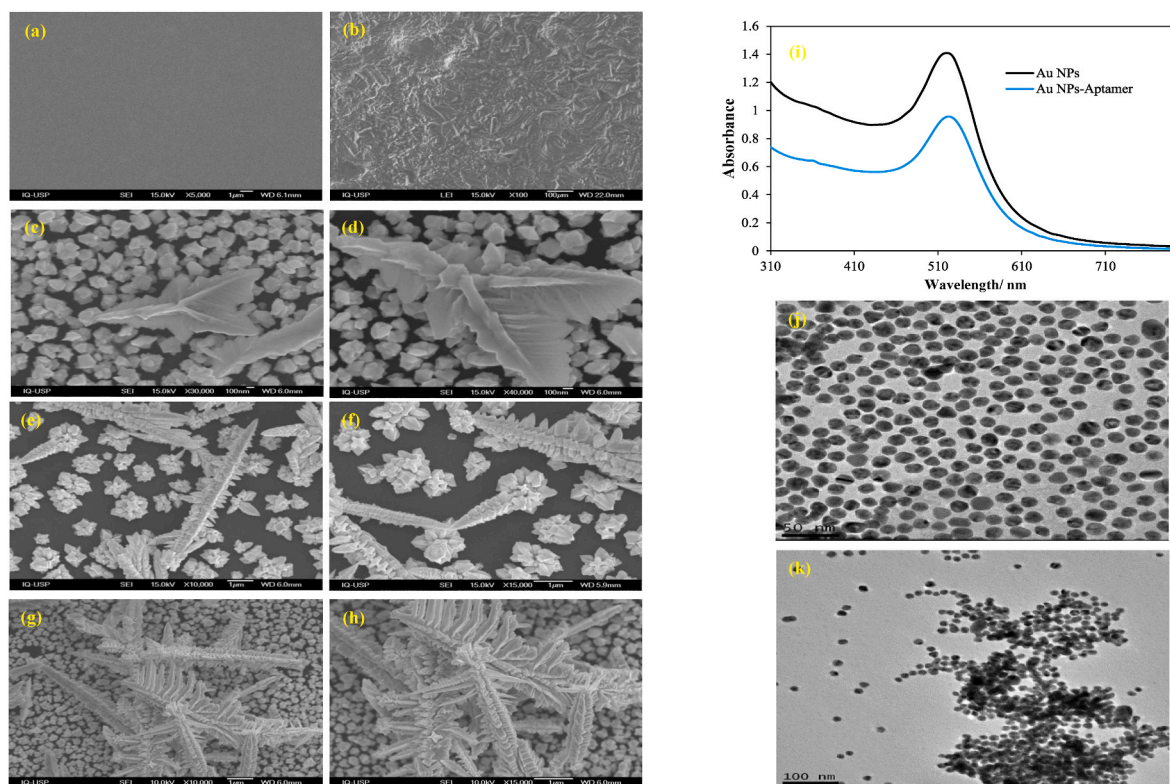 (a)
IQ-USP SEI 15.0kV X5,000 1μm WD 6.1mm
(b)
IQ-USP LEI 15.0kV X100 100μm WD 22.0mm
(c)
IQ-USP SEI 15.0kV X30,000 100nm WD 6.0mm
(d)
IQ-USP SEI 15.0kV X40,000 100nm WD 6.0mm
(e)
IQ-USP SEI 15.0kV X10,000 1μm WD 6.0mm
(f)
IQ-USP SEI 15.0kV X15,000 1μm WD 5.9mm
(g)
IQ-USP SEI 10.0kV X10,000 1μm WD 6.0mm
(h)
IQ-USP SEI 10.0kV X15,000 1μm WD 6.0mm
(i)
Absorbance
1.6
1.4
1.2
1
0.8
0.6
0.4
0.2
0
310 410 510 610 710
Wavelength/ nm
Au NPs
Au NPs-Aptamer
(j)
50 nm
(k)
100 nm